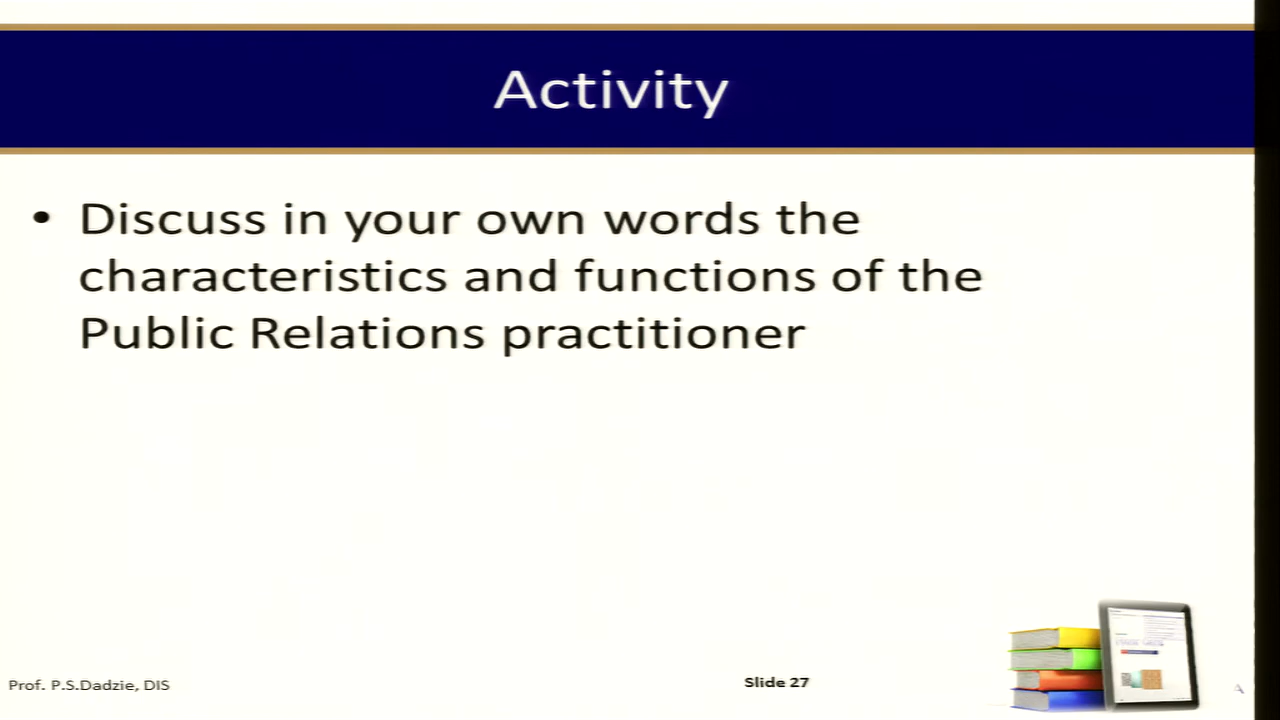 Activity
• Discuss in your own words the
characteristics and functions of the
Public Relations practitioner
Prof. P.S.Dadzie, DIS
Slide 27
A